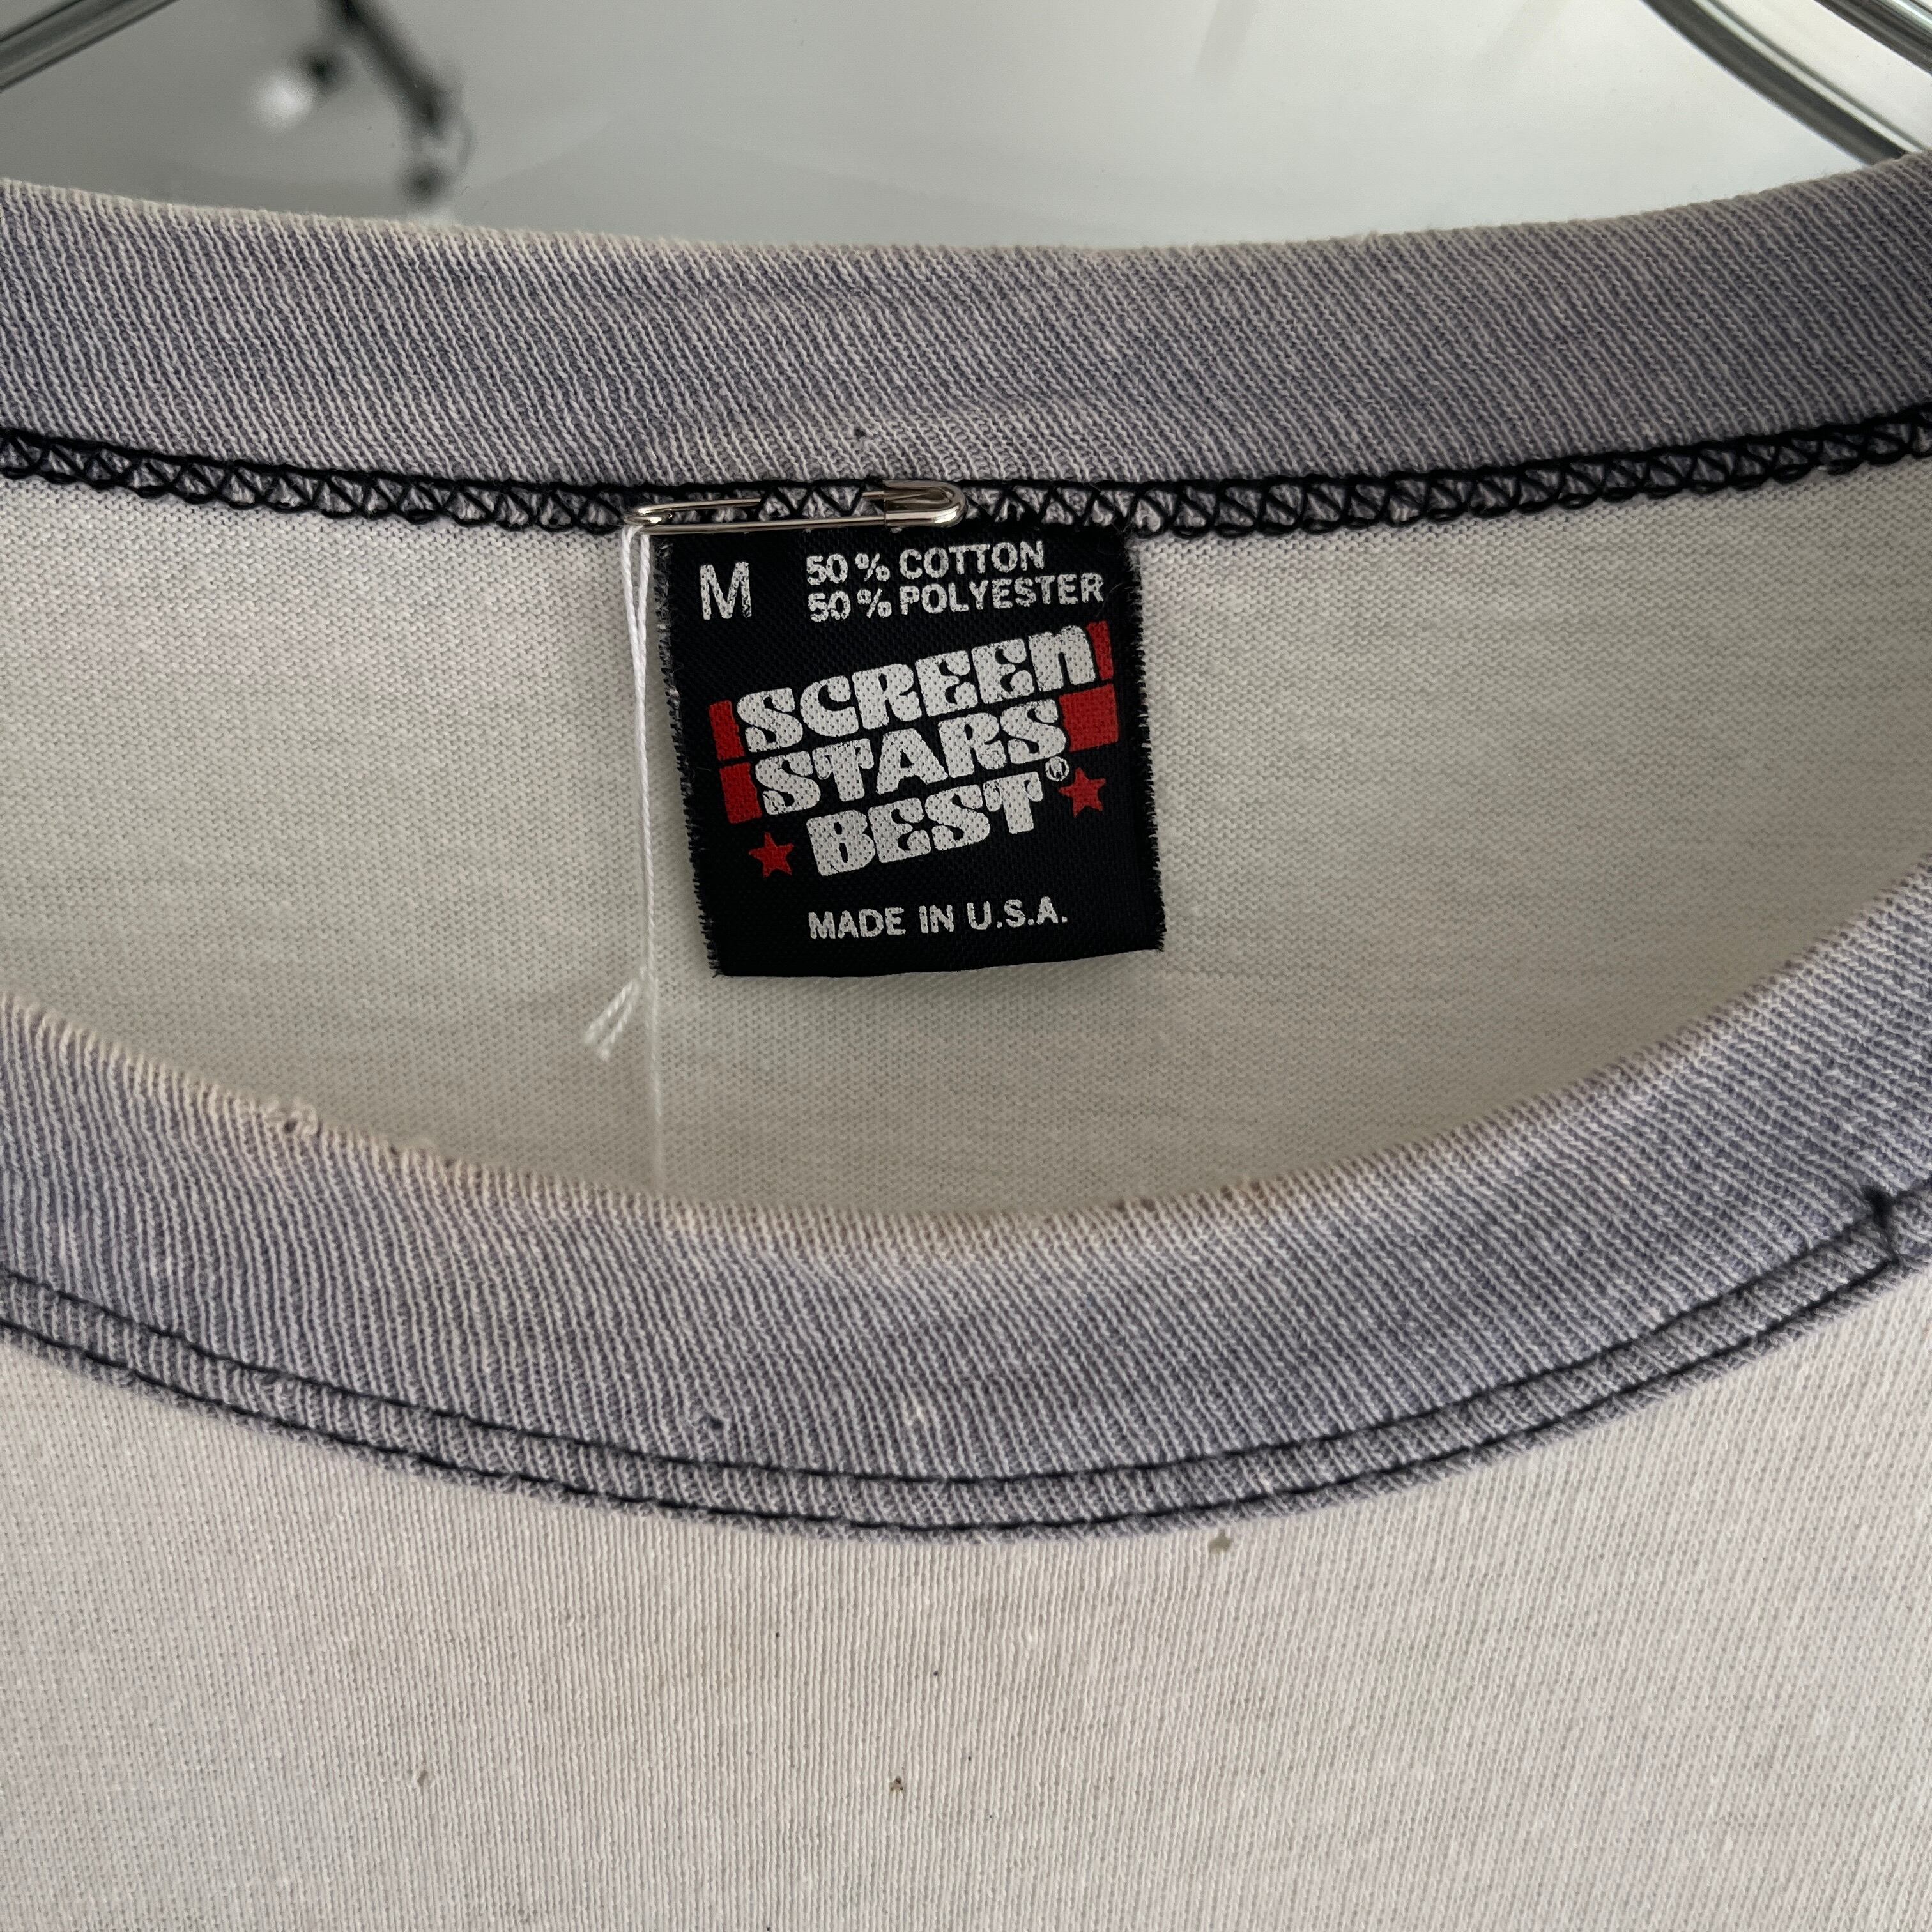 M
50% COTTON
50% POLYESTER
SCREEN
STARS
BEST®
MADE IN U.S.A.